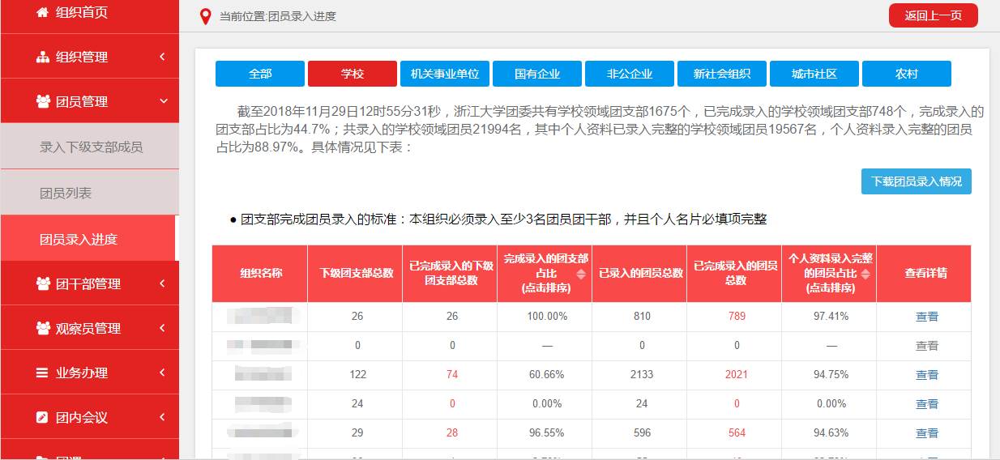 组织首页
组织管理
团员管理
录入下级支部成员
团员列表
团员录入进度
团干部管理
观察员管理
业务办理
团内会议
当前位置:团员录入进度
返回上一页
全部 学校 机关事业单位 国有企业 非公企业 新社会组织 城市社区 农村
截至2018年11月29日12时55分31秒，浙江大学团委共有学校领域团支部1675个，已完成录入的学校领域团支部748个，完成录入的
团支部占比为44.7%；共录入的学校领域团员21994名，其中个人资料已录入完整的学校领域团员19567名，个人资料录入完整的团员
占比为88.97%。具体情况见下表：
下载团员录入情况
● 团支部完成团员录入的标准：本组织必须录入至少3名团员团干部，并且个人名片必填项完整
组织名称 下级团支部总数 已完成录入的下级团支部总数 完成录入的团支部占比(点击排序) 已录入的团员总数 已完成录入的团员总数 个人资料录入完整的团员占比(点击排序) 查看详情
26 26 100.00% 810 789 97.41% 查看
0 0 — 0 0 — 查看
122 74 60.66% 2133 2021 94.75% 查看
24 0 0.00% 24 0 0.00% 查看
29 28 96.55% 596 564 94.63% 查看